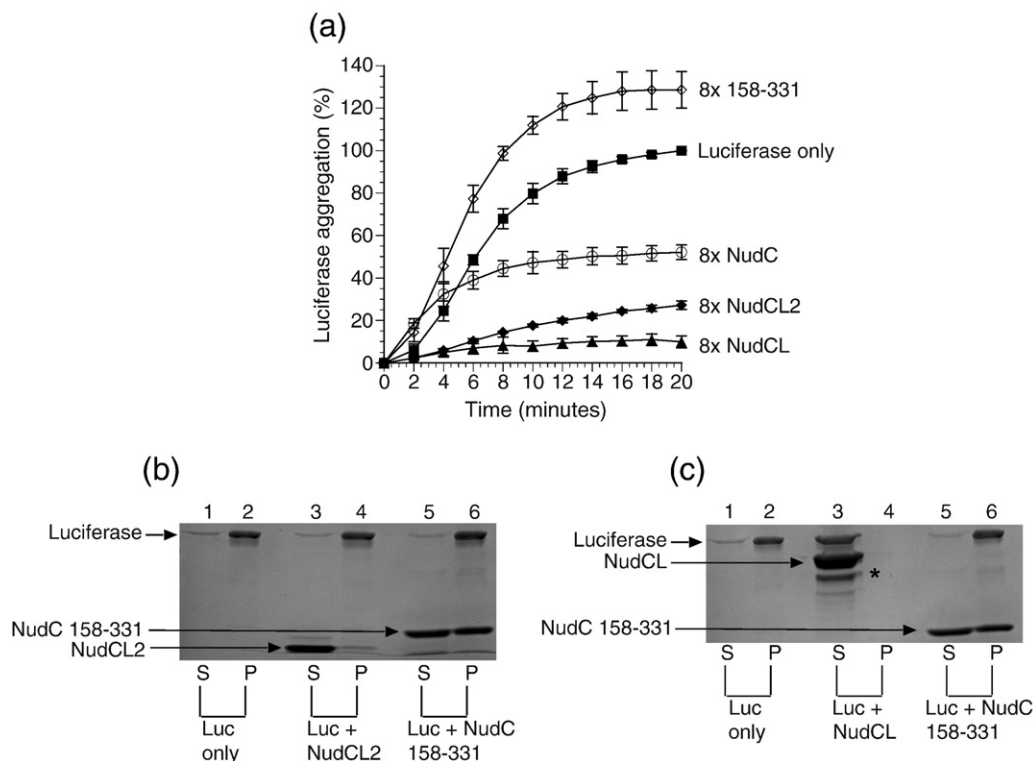 (a)
140
120
100
80
60
40
20
0
Luciferase aggregation (%)
0 2 4 6 8 10 12 14 16 18 20
Time (minutes)
8x 158-331
Luciferase only
8x NudC
8x NudCL2
8x NudCL
(b)
1 2 3 4 5 6
Luciferase
NudC 158-331
NudCL2
S P S P S P
Luc only
Luc + NudCL2
Luc + NudC 158-331
(c)
1 2 3 4 5 6
Luciferase
NudCL
*
NudC 158-331
S P S P S P
Luc only
Luc + NudCL
Luc + NudC 158-331